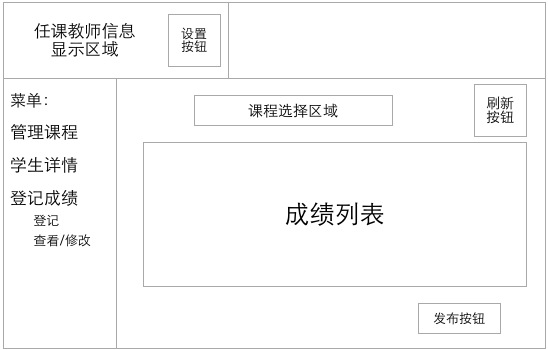 任课教师信息
显示区域
设置
按钮
菜单：
管理课程
学生详情
登记成绩
登记
查看/修改
课程选择区域
刷新
按钮
成绩列表
发布按钮